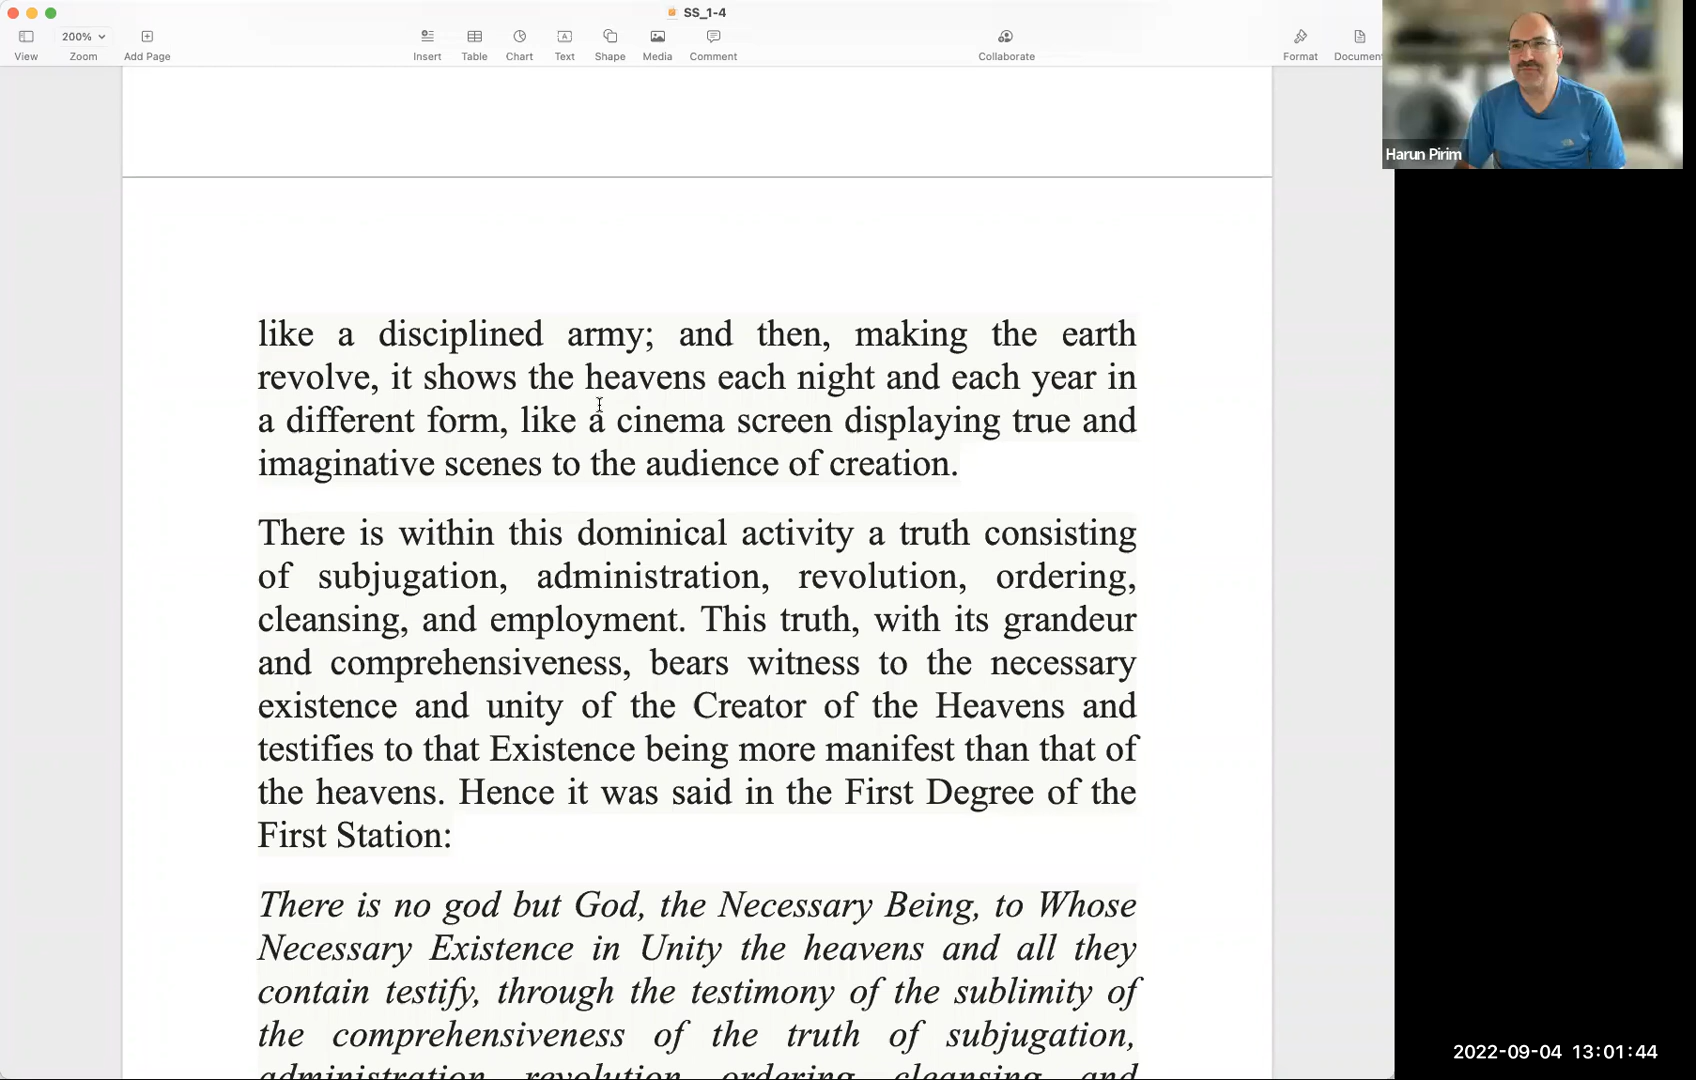 SS_1-4
200%
View
Zoom
Add Page
Insert
Table
Chart
Text
Shape
Media
Comment
Collaborate
Format
Document
Harun Pirim
like a disciplined army; and then, making the earth
revolve, it shows the heavens each night and each year in
a different form, like a cinema screen displaying true and
imaginative scenes to the audience of creation.
There is within this dominical activity a truth consisting
of subjugation, administration, revolution, ordering,
cleansing, and employment. This truth, with its grandeur
and comprehensiveness, bears witness to the necessary
existence and unity of the Creator of the Heavens and
testifies to that Existence being more manifest than that of
the heavens. Hence it was said in the First Degree of the
First Station:
There is no god but God, the Necessary Being, to Whose
Necessary Existence in Unity the heavens and all they
contain testify, through the testimony of the sublimity of
the comprehensiveness of the truth of subjugation,
administration, revolution, ordering, cleansing, and
2022-09-04 13:01:44